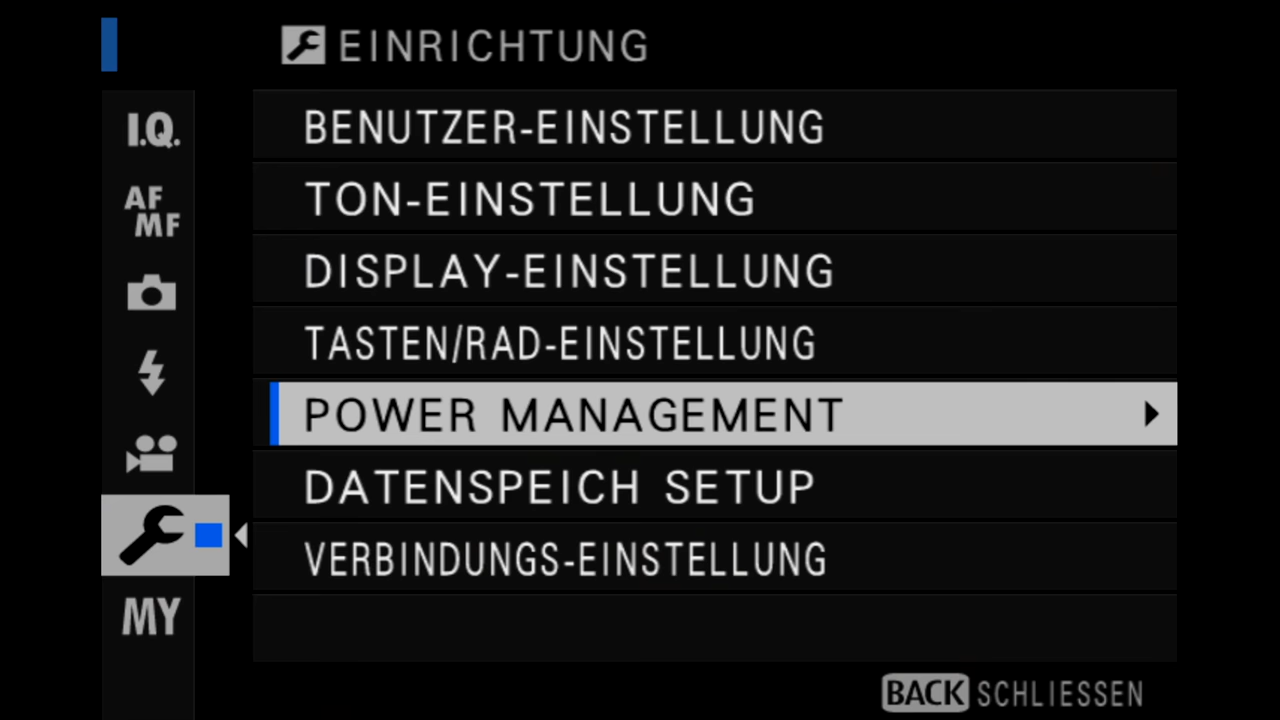 EINRICHTUNG
I.Q.
AF
MF
MY
BENUTZER-EINSTELLUNG
TON-EINSTELLUNG
DISPLAY-EINSTELLUNG
TASTEN/RAD-EINSTELLUNG
POWER MANAGEMENT
DATENSPEICH SETUP
VERBINDUNGS-EINSTELLUNG
BACK SCHLIESSEN